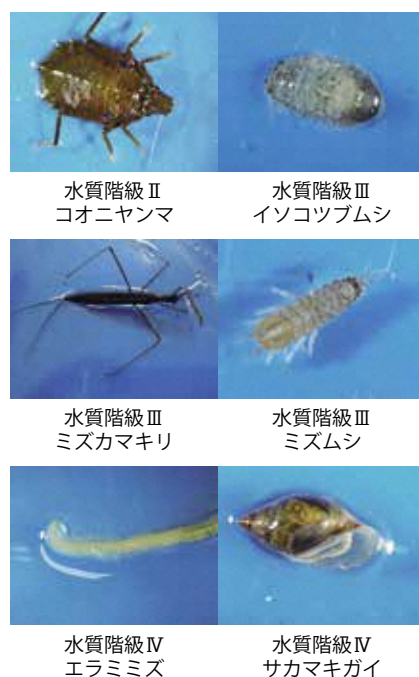 水質階級Ⅱ
コオニヤンマ
水質階級Ⅲ
イソコツブムシ
水質階級Ⅲ
ミズカマキリ
水質階級Ⅲ
ミズムシ
水質階級Ⅳ
エラミミズ
水質階級Ⅳ
サカマキガイ